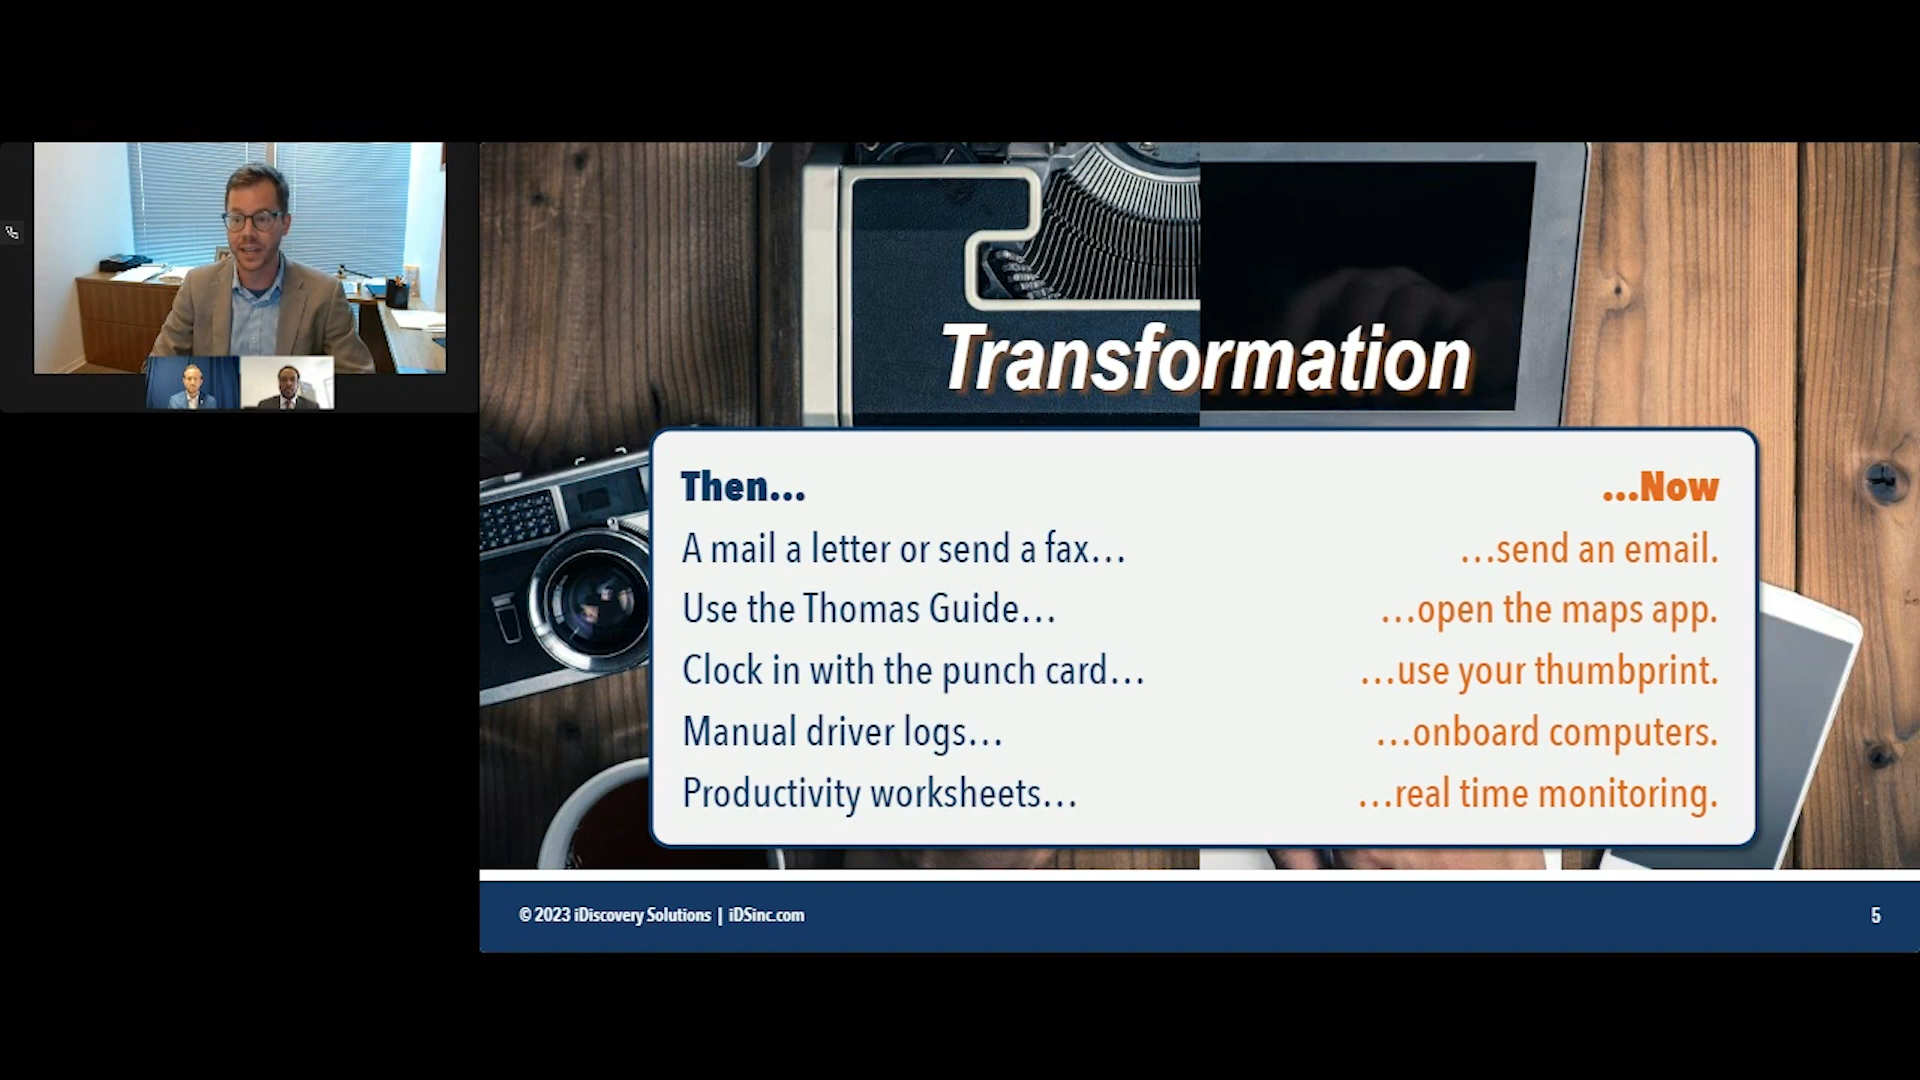 Transformation
Then... ...Now
A mail a letter or send a fax... ...send an email.
Use the Thomas Guide... ...open the maps app.
Clock in with the punch card... ...use your thumbprint.
Manual driver logs... ...onboard computers.
Productivity worksheets... ...real time monitoring.
© 2023 iDiscovery Solutions | iDSinc.com 5